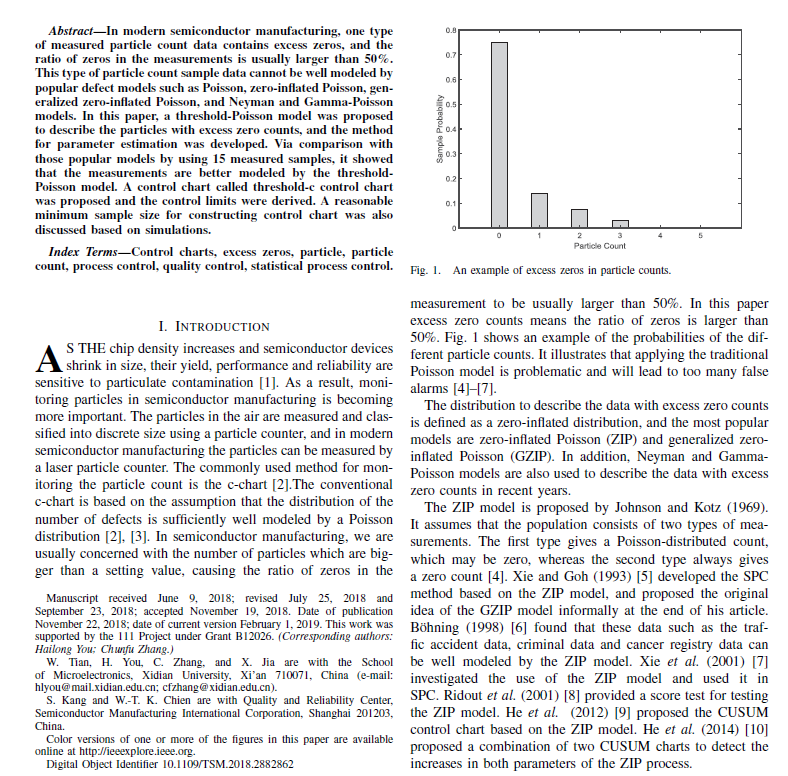 Abstract—In modern semiconductor manufacturing, one type
of measured particle count data contains excess zeros, and the
ratio of zeros in the measurements is usually larger than 50%.
This type of particle count sample data cannot be well modeled by
popular defect models such as Poisson, zero-inflated Poisson, gen-
eralized zero-inflated Poisson, and Neyman and Gamma-Poisson
models. In this paper, a threshold-Poisson model was proposed
to describe the particles with excess zero counts, and the method
for parameter estimation was developed. Via comparison with
those popular models by using 15 measured samples, it showed
that the measurements are better modeled by the threshold-
Poisson model. A control chart called threshold-c control chart
was proposed and the control limits were derived. A reasonable
minimum sample size for constructing control chart was also
discussed based on simulations.
Index Terms—Control charts, excess zeros, particle, particle
count, process control, quality control, statistical process control.
I. INTRODUCTION
AS THE chip density increases and semiconductor devices
shrink in size, their yield, performance and reliability are
sensitive to particulate contamination [1]. As a result, moni-
toring particles in semiconductor manufacturing is becoming
more important. The particles in the air are measured and clas-
sified into discrete size using a particle counter, and in modern
semiconductor manufacturing the particles can be measured by
a laser particle counter. The commonly used method for mon-
itoring the particle count is the c-chart [2].The conventional
c-chart is based on the assumption that the distribution of the
number of defects is sufficiently well modeled by a Poisson
distribution [2], [3]. In semiconductor manufacturing, we are
usually concerned with the number of particles which are big-
ger than a setting value, causing the ratio of zeros in the
Manuscript received June 9, 2018; revised July 25, 2018 and
September 23, 2018; accepted November 19, 2018. Date of publication
November 22, 2018; date of current version February 1, 2019. This work was
supported by the 111 Project under Grant B12026. (Corresponding authors:
Hailong You; Chunfu Zhang.)
W. Tian, H. You, C. Zhang, and X. Jia are with the School
of Microelectronics, Xidian University, Xi'an 710071, China (e-mail:
hlyou@mail.xidian.edu.cn; cfzhang@xidian.edu.cn).
S. Kang and W.-T. K. Chien are with Quality and Reliability Center,
Semiconductor Manufacturing International Corporation, Shanghai 201203,
China.
Color versions of one or more of the figures in this paper are available
online at http://ieeexplore.ieee.org.
Digital Object Identifier 10.1109/TSM.2018.2882862
0.8
0.7
0.6
0.5
0.4
0.3
0.2
0.1
0
Sample Probability
0 1 2 3 4 5
Particle Count
Fig. 1. An example of excess zeros in particle counts.
measurement to be usually larger than 50%. In this paper
excess zero counts means the ratio of zeros is larger than
50%. Fig. 1 shows an example of the probabilities of the dif-
ferent particle counts. It illustrates that applying the traditional
Poisson model is problematic and will lead to too many false
alarms [4]–[7].
The distribution to describe the data with excess zero counts
is defined as a zero-inflated distribution, and the most popular
models are zero-inflated Poisson (ZIP) and generalized zero-
inflated Poisson (GZIP). In addition, Neyman and Gamma-
Poisson models are also used to describe the data with excess
zero counts in recent years.
The ZIP model is proposed by Johnson and Kotz (1969).
It assumes that the population consists of two types of mea-
surements. The first type gives a Poisson-distributed count,
which may be zero, whereas the second type always gives
a zero count [4]. Xie and Goh (1993) [5] developed the SPC
method based on the ZIP model, and proposed the original
idea of the GZIP model informally at the end of his article.
Böhning (1998) [6] found that these data such as the traf-
fic accident data, criminal data and cancer registry data can
be well modeled by the ZIP model. Xie et al. (2001) [7]
investigated the use of the ZIP model and used it in
SPC. Ridout et al. (2001) [8] provided a score test for testing
the ZIP model. He et al. (2012) [9] proposed the CUSUM
control chart based on the ZIP model. He et al. (2014) [10]
proposed a combination of two CUSUM charts to detect the
increases in both parameters of the ZIP process.